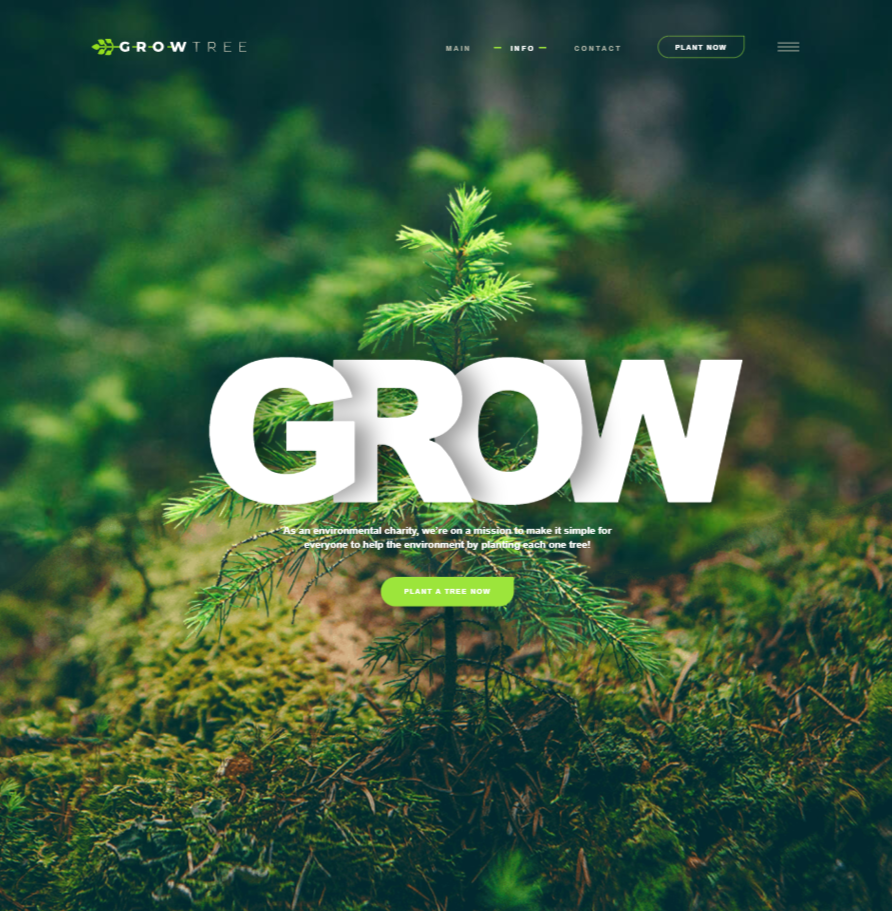 GROWTREE
MAIN
INFO
CONTACT
PLANT NOW
GROW
As an environmental charity, we're on a mission to make it simple for
everyone to help the environment by planting each one tree!
PLANT A TREE NOW